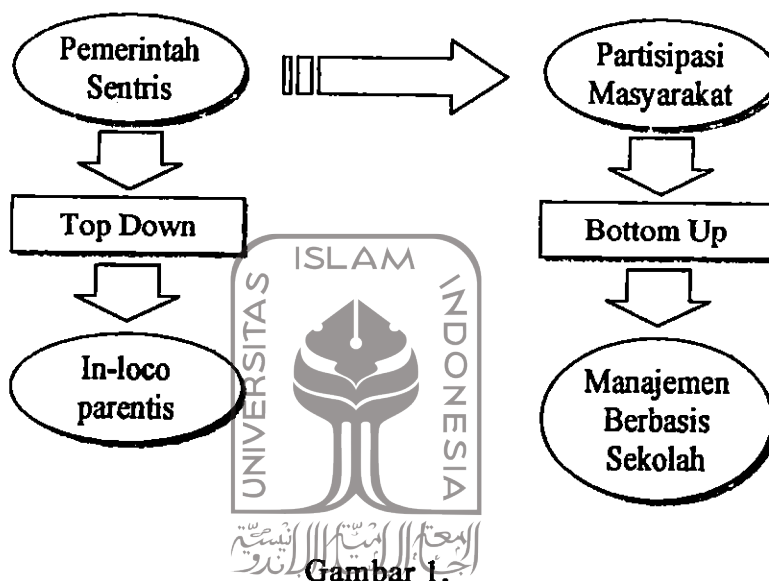 Pemerintah
Sentris
Partisipasi
Masyarakat
Top Down
Bottom Up
ISLAM
UNIVERSITAS
INDONESIA
In-loco
parentis
Manajemen
Berbasis
Sekolah
Gambar 1.